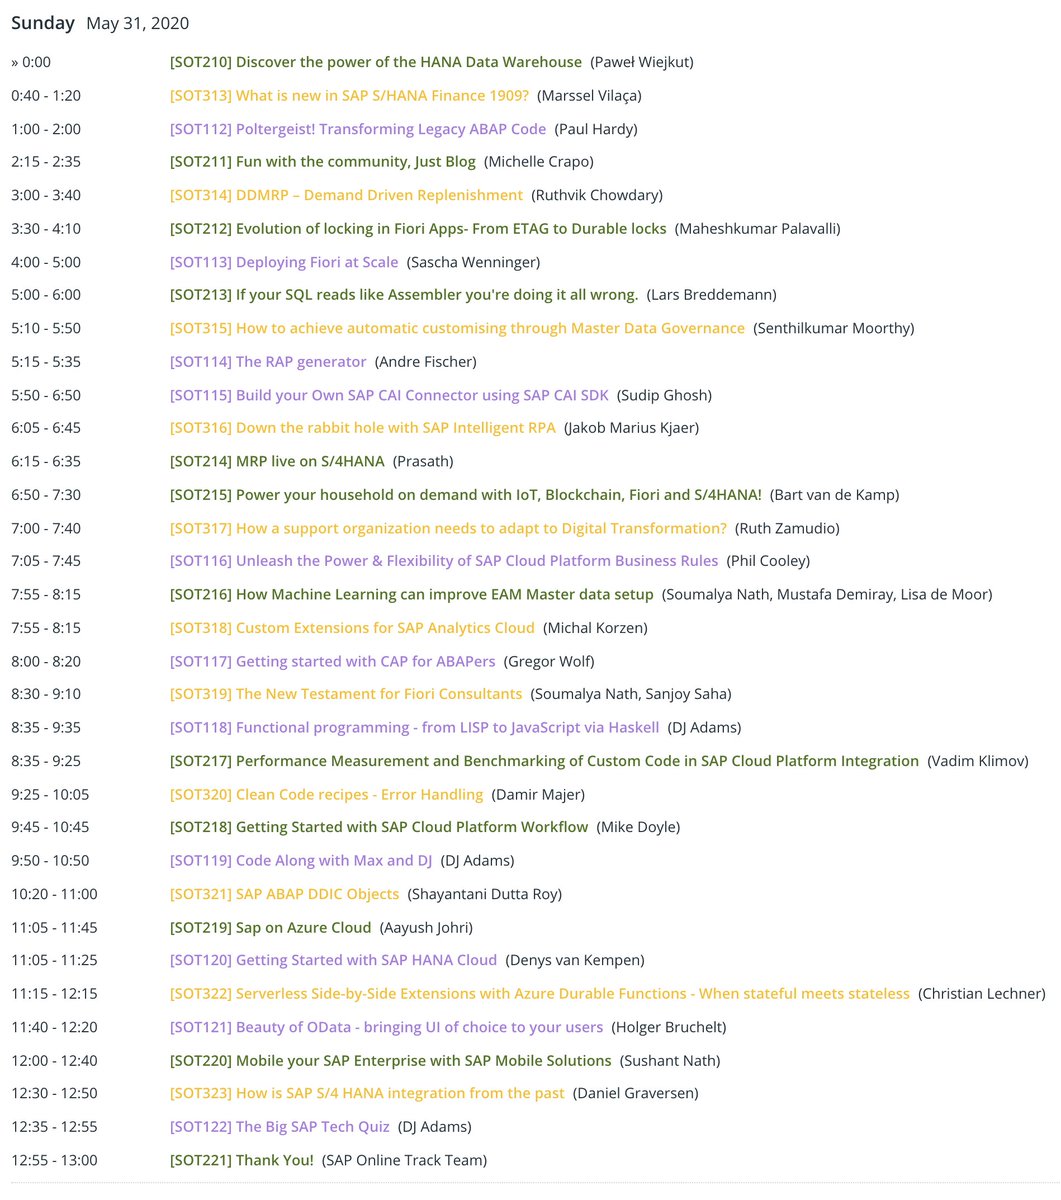 Sunday May 31, 2020
» 0:00 [SOT210] Discover the power of the HANA Data Warehouse (Paweł Wiejkut)
0:40 - 1:20 [SOT313] What is new in SAP S/HANA Finance 1909? (Marssel Vilaça)
1:00 - 2:00 [SOT112] Poltergeist! Transforming Legacy ABAP Code (Paul Hardy)
2:15 - 2:35 [SOT211] Fun with the community, Just Blog (Michelle Crapo)
3:00 - 3:40 [SOT314] DDMRP – Demand Driven Replenishment (Ruthvik Chowdary)
3:30 - 4:10 [SOT212] Evolution of locking in Fiori Apps- From ETAG to Durable locks (Maheshkumar Palavalli)
4:00 - 5:00 [SOT113] Deploying Fiori at Scale (Sascha Wenninger)
5:00 - 6:00 [SOT213] If your SQL reads like Assembler you're doing it all wrong. (Lars Breddemann)
5:10 - 5:50 [SOT315] How to achieve automatic customising through Master Data Governance (Senthilkumar Moorthy)
5:15 - 5:35 [SOT114] The RAP generator (Andre Fischer)
5:50 - 6:50 [SOT115] Build your Own SAP CAI Connector using SAP CAI SDK (Sudip Ghosh)
6:05 - 6:45 [SOT316] Down the rabbit hole with SAP Intelligent RPA (Jakob Marius Kjaer)
6:15 - 6:35 [SOT214] MRP live on S/4HANA (Prasath)
6:50 - 7:30 [SOT215] Power your household on demand with IoT, Blockchain, Fiori and S/4HANA! (Bart van de Kamp)
7:00 - 7:40 [SOT317] How a support organization needs to adapt to Digital Transformation? (Ruth Zamudio)
7:05 - 7:45 [SOT116] Unleash the Power & Flexibility of SAP Cloud Platform Business Rules (Phil Cooley)
7:55 - 8:15 [SOT216] How Machine Learning can improve EAM Master data setup (Soumalya Nath, Mustafa Demiray, Lisa de Moor)
7:55 - 8:15 [SOT318] Custom Extensions for SAP Analytics Cloud (Michal Korzen)
8:00 - 8:20 [SOT117] Getting started with CAP for ABAPers (Gregor Wolf)
8:30 - 9:10 [SOT319] The New Testament for Fiori Consultants (Soumalya Nath, Sanjoy Saha)
8:35 - 9:35 [SOT118] Functional programming - from LISP to JavaScript via Haskell (DJ Adams)
8:35 - 9:25 [SOT217] Performance Measurement and Benchmarking of Custom Code in SAP Cloud Platform Integration (Vadim Klimov)
9:25 - 10:05 [SOT320] Clean Code recipes - Error Handling (Damir Majer)
9:45 - 10:45 [SOT218] Getting Started with SAP Cloud Platform Workflow (Mike Doyle)
9:50 - 10:50 [SOT119] Code Along with Max and DJ (DJ Adams)
10:20 - 11:00 [SOT321] SAP ABAP DDIC Objects (Shayantani Dutta Roy)
11:05 - 11:45 [SOT219] Sap on Azure Cloud (Aayush Johri)
11:05 - 11:25 [SOT120] Getting Started with SAP HANA Cloud (Denys van Kempen)
11:15 - 12:15 [SOT322] Serverless Side-by-Side Extensions with Azure Durable Functions - When stateful meets stateless (Christian Lechner)
11:40 - 12:20 [SOT121] Beauty of OData - bringing UI of choice to your users (Holger Bruchelt)
12:00 - 12:40 [SOT220] Mobile your SAP Enterprise with SAP Mobile Solutions (Sushant Nath)
12:30 - 12:50 [SOT323] How is SAP S/4 HANA integration from the past (Daniel Graversen)
12:35 - 12:55 [SOT122] The Big SAP Tech Quiz (DJ Adams)
12:55 - 13:00 [SOT221] Thank You! (SAP Online Track Team)